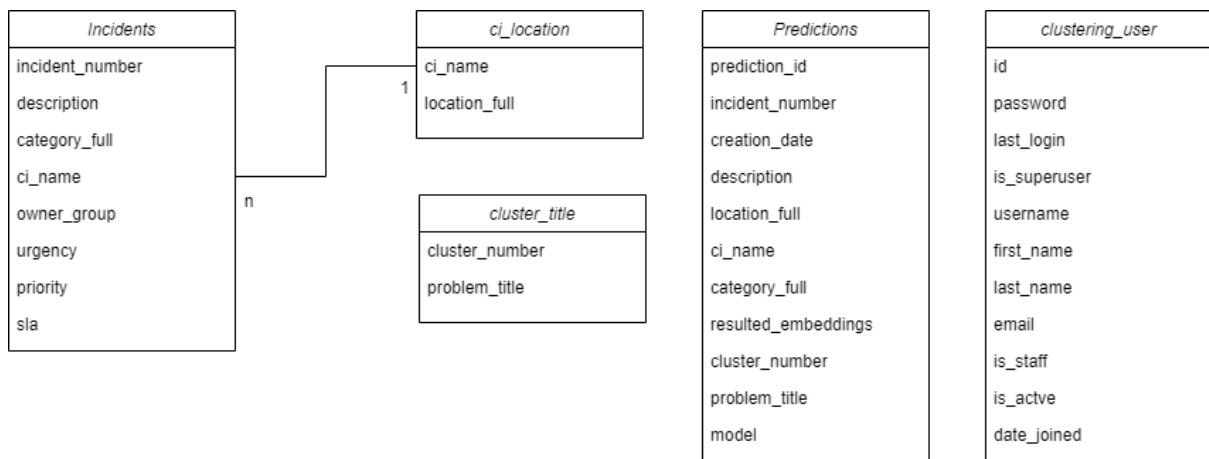 Incidents
incident_number
description
category_full
ci_name
owner_group
urgency
priority
sla
n
1
ci_location
ci_name
location_full
cluster_title
cluster_number
problem_title
Predictions
prediction_id
incident_number
creation_date
description
location_full
ci_name
category_full
resulted_embeddings
cluster_number
problem_title
model
clustering_user
id
password
last_login
is_superuser
username
first_name
last_name
email
is_staff
is_actve
date_joined